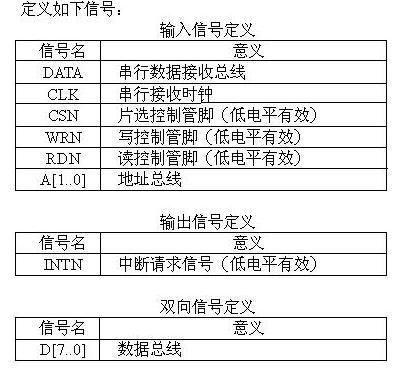 定义如下信号：
输入信号定义
信号名 意义
DATA 串行数据接收总线
CLK 串行接收时钟
CSN 片选控制管脚（低电平有效）
WRN 写控制管脚（低电平有效）
RDN 读控制管脚（低电平有效）
A[1..0] 地址总线
输出信号定义
信号名 意义
INTN 中断请求信号（低电平有效）
双向信号定义
信号名 意义
D[7..0] 数据总线